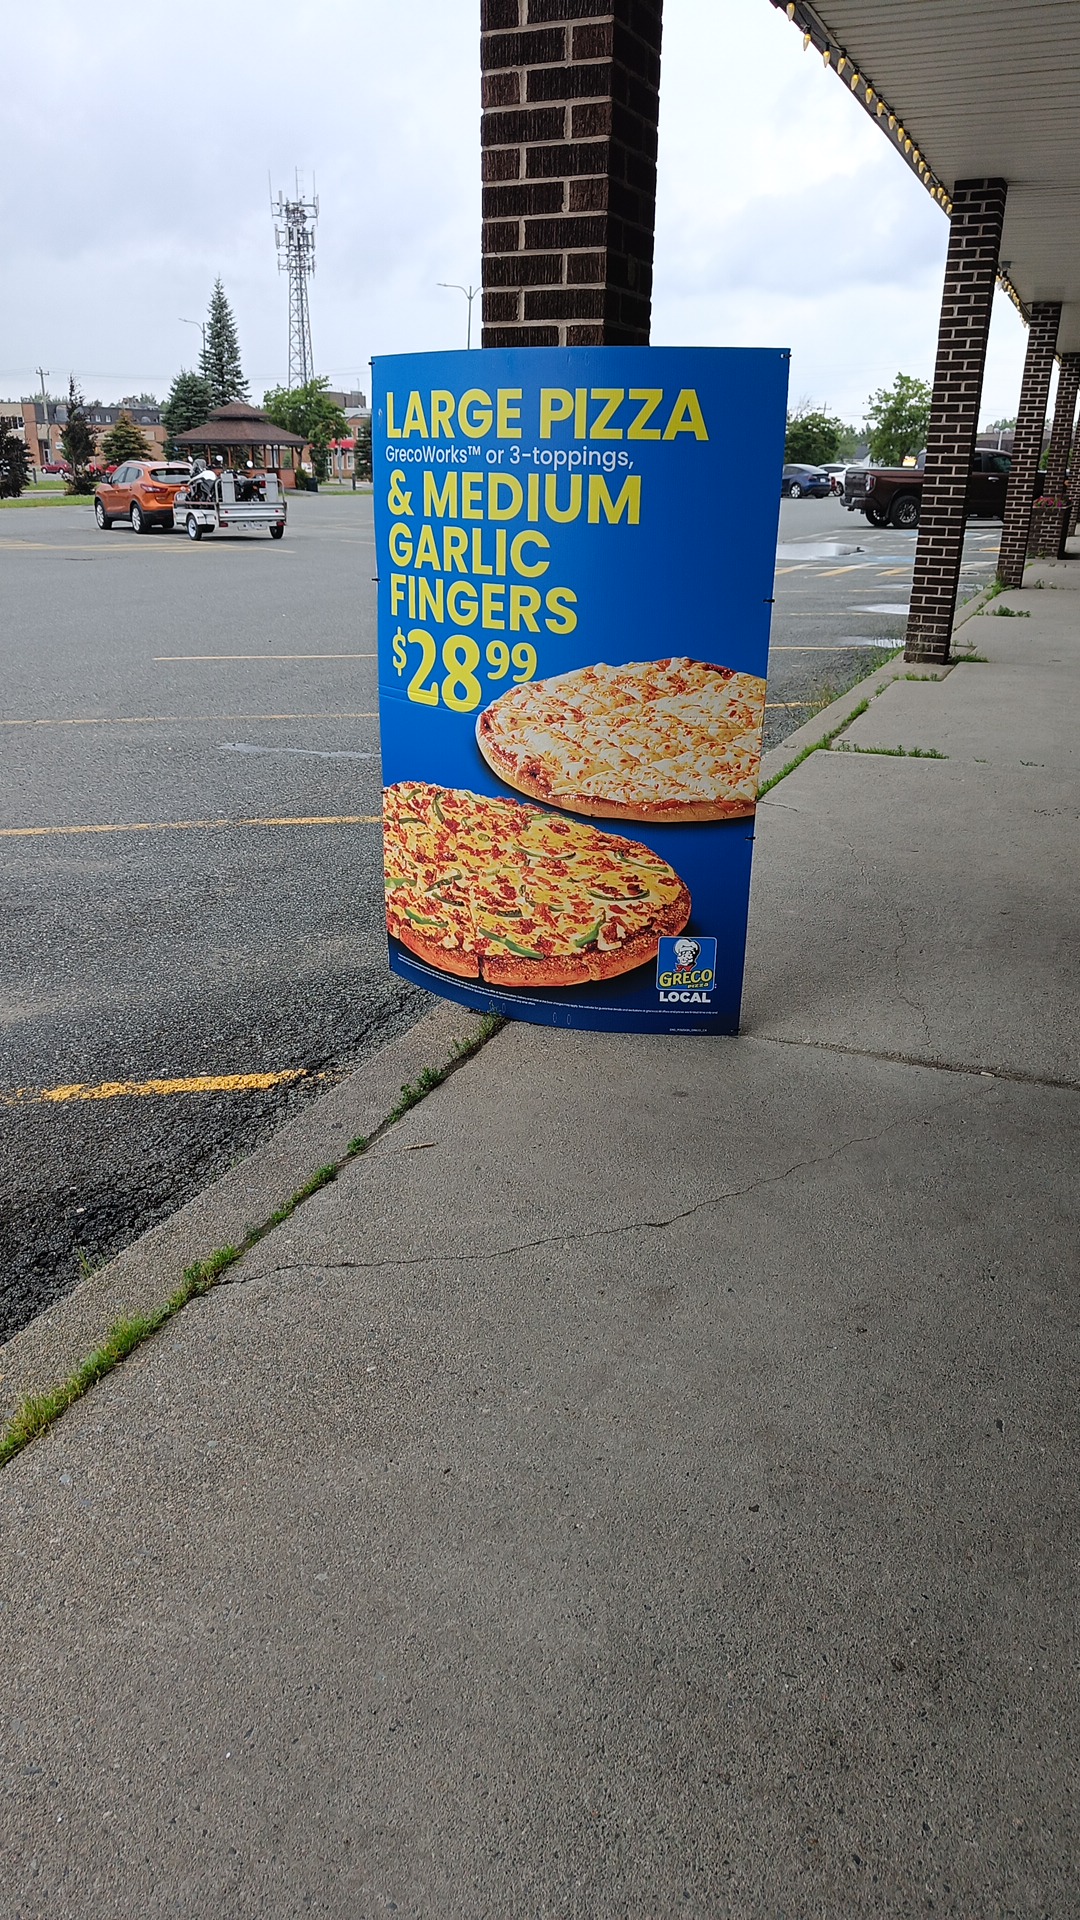 LARGE PIZZA
GrecoWorks™ or 3-toppings,
& MEDIUM
GARLIC
FINGERS
$28 99
GRECO
PIZZA
LOCAL